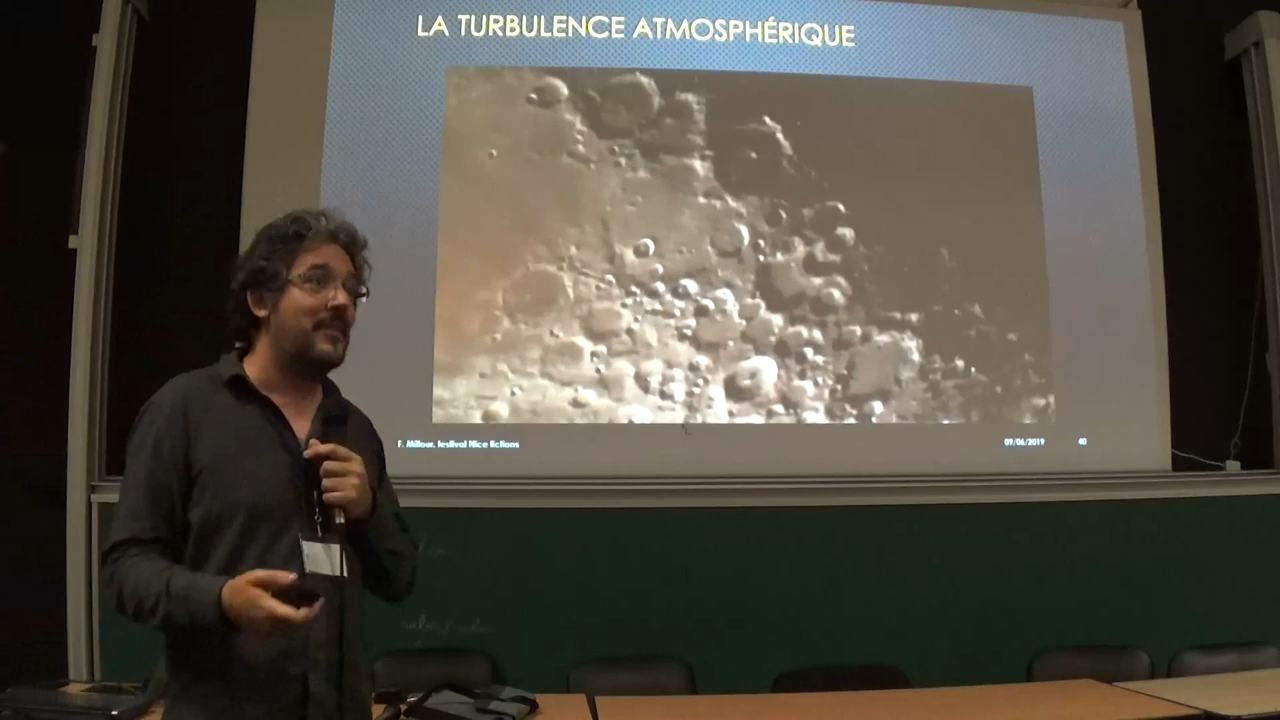 LA TURBULENCE ATMOSPHÉRIQUE
F. Millour, festival Nice fictions
09/06/2019
40